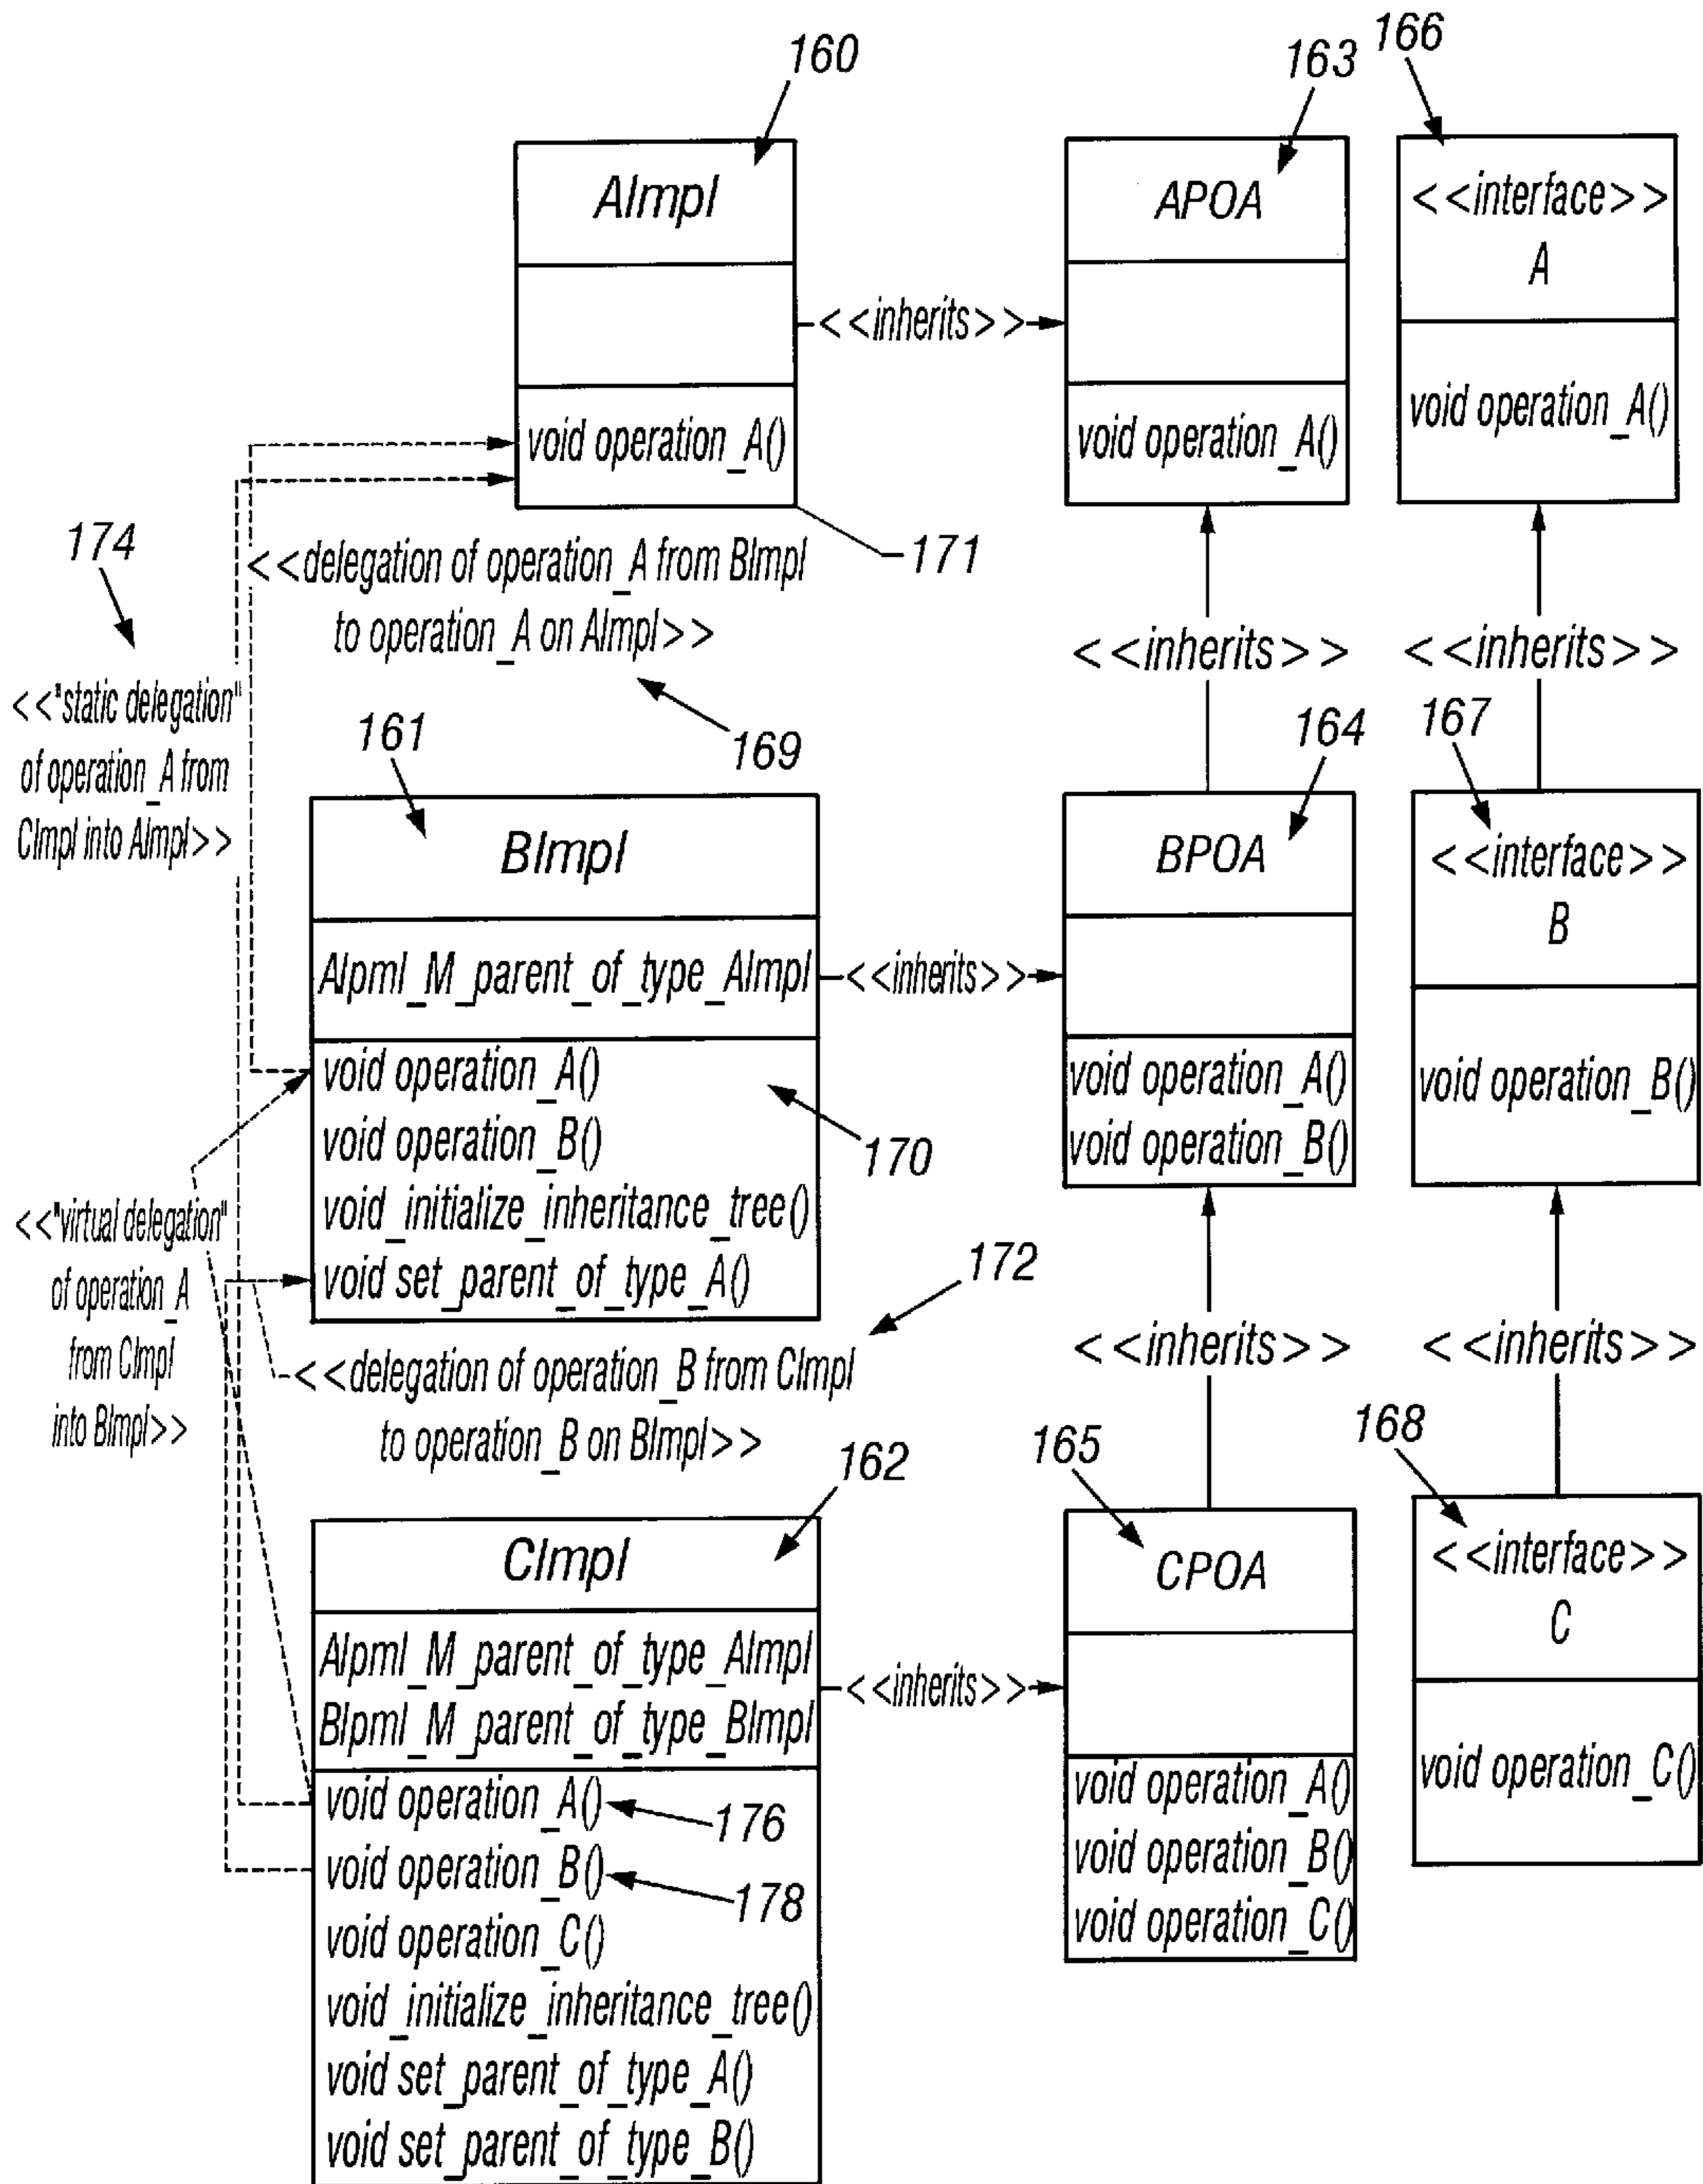 160
163
166
AImpl
APOA
<<interface>>
A
<<inherits>>
void operation_A()
void operation_A()
void operation_A()
174
<<delegation of operation_A from BImpl
to operation_A on AImpl>>
171
<<inherits>>
<<inherits>>
<<"static delegation"
of operation_A from
CImpl into AImpl>>
169
161
164
167
BImpl
BPOA
<<interface>>
B
AIpml_M_parent_of_type_AImpl
<<inherits>>
void operation_A()
void operation_B()
void_initialize_inheritance_tree()
void set_parent_of_type_A()
170
void operation_A()
void operation_B()
void operation_B()
<<"virtual delegation"
of operation_A
from CImpl
into BImpl>>
172
<<delegation of operation_B from CImpl
to operation_B on BImpl>>
<<inherits>>
<<inherits>>
162
165
168
CImpl
CPOA
<<interface>>
C
AIpml_M_parent_of_type_AImpl
BIpml_M_parent_of_type_BImpl
<<inherits>>
void operation_A()
176
void operation_B()
178
void operation_C()
void_initialize_inheritance_tree()
void set_parent_of_type_A()
void set_parent_of_type_B()
void operation_A()
void operation_B()
void operation_C()
void operation_C()